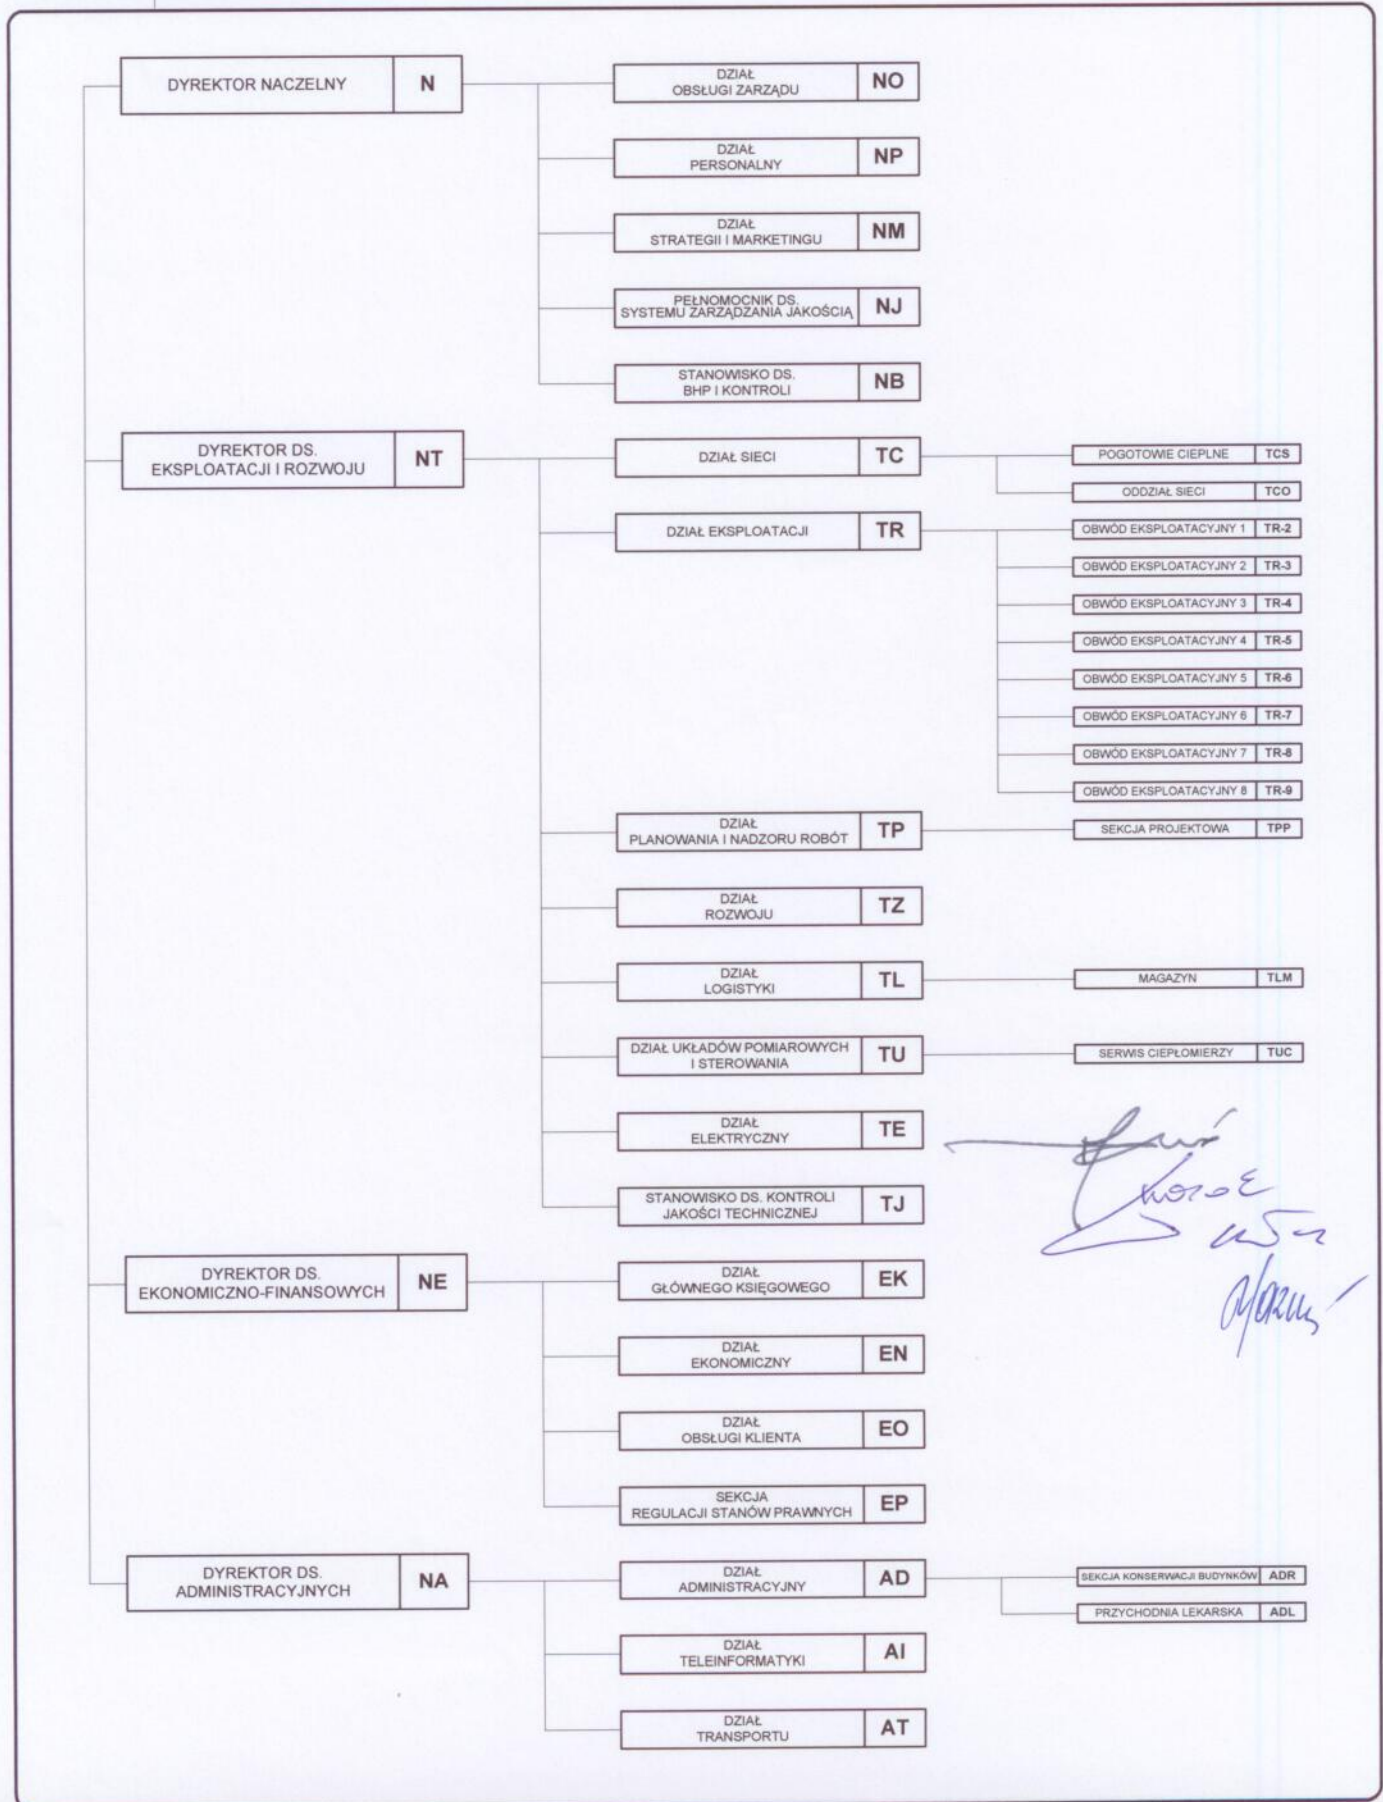 DYREKTOR NACZELNY N
DZIAŁ
OBSŁUGI ZARZĄDU NO
DZIAŁ
PERSONALNY NP
DZIAŁ
STRATEGII I MARKETINGU NM
PEŁNOMOCNIK DS.
SYSTEMU ZARZĄDZANIA JAKOŚCIĄ NJ
STANOWISKO DS.
BHP I KONTROLI NB
DYREKTOR DS.
EKSPLOATACJI I ROZWOJU NT
DZIAŁ SIECI TC
POGOTOWIE CIEPLNE TCS
ODDZIAŁ SIECI TCO
DZIAŁ EKSPLOATACJI TR
OBWÓD EKSPLOATACYJNY 1 TR-2
OBWÓD EKSPLOATACYJNY 2 TR-3
OBWÓD EKSPLOATACYJNY 3 TR-4
OBWÓD EKSPLOATACYJNY 4 TR-5
OBWÓD EKSPLOATACYJNY 5 TR-6
OBWÓD EKSPLOATACYJNY 6 TR-7
OBWÓD EKSPLOATACYJNY 7 TR-8
OBWÓD EKSPLOATACYJNY 8 TR-9
DZIAŁ
PLANOWANIA I NADZORU ROBÓT TP
SEKCJA PROJEKTOWA TPP
DZIAŁ
ROZWOJU TZ
DZIAŁ
LOGISTYKI TL
MAGAZYN TLM
DZIAŁ UKŁADÓW POMIAROWYCH
I STEROWANIA TU
SERWIS CIEPŁOMIERZY TUC
DZIAŁ
ELEKTRYCZNY TE
STANOWISKO DS. KONTROLI
JAKOŚCI TECHNICZNEJ TJ
DYREKTOR DS.
EKONOMICZNO-FINANSOWYCH NE
DZIAŁ
GŁÓWNEGO KSIĘGOWEGO EK
DZIAŁ
EKONOMICZNY EN
DZIAŁ
OBSŁUGI KLIENTA EO
SEKCJA
REGULACJI STANÓW PRAWNYCH EP
DYREKTOR DS.
ADMINISTRACYJNYCH NA
DZIAŁ
ADMINISTRACYJNY AD
SEKCJA KONSERWACJI BUDYNKÓW ADR
PRZYCHODNIA LEKARSKA ADL
DZIAŁ
TELEINFORMATYKI AI
DZIAŁ
TRANSPORTU AT